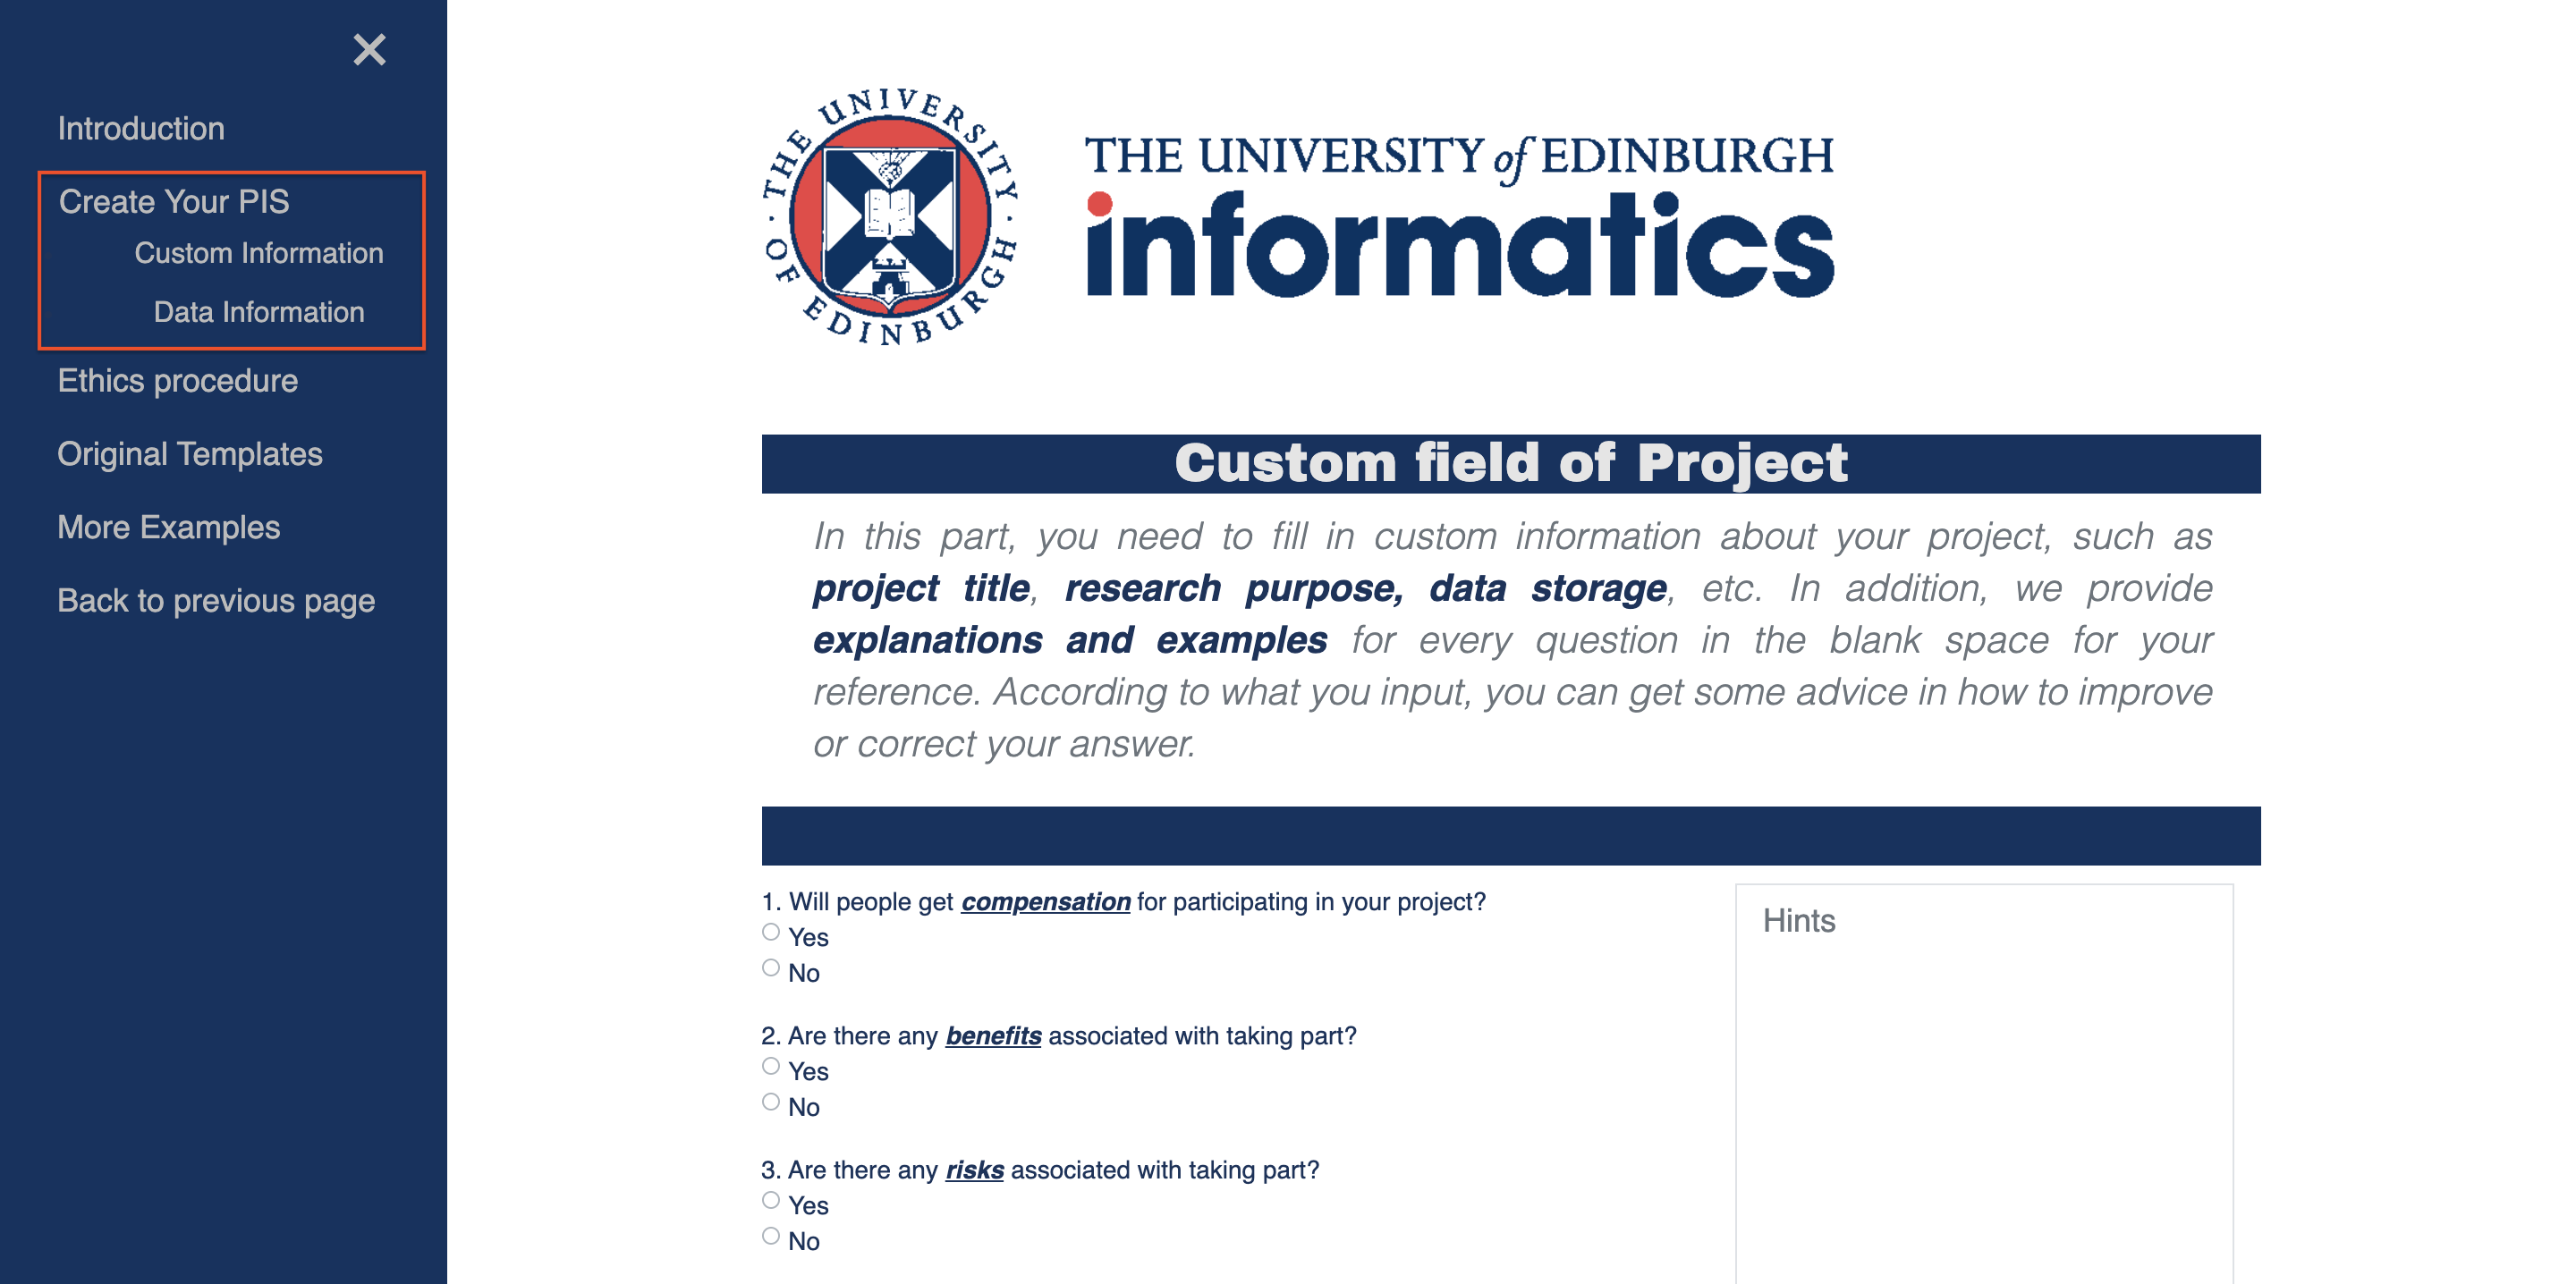 ×
Introduction
Create Your PIS
Custom Information
Data Information
Ethics procedure
Original Templates
More Examples
Back to previous page
THE UNIVERSITY OF EDINBURGH
THE UNIVERSITY of EDINBURGH
informatics
Custom field of Project
In this part, you need to fill in custom information about your project, such as
project title, research purpose, data storage, etc. In addition, we provide
explanations and examples for every question in the blank space for your
reference. According to what you input, you can get some advice in how to improve
or correct your answer.
1. Will people get compensation for participating in your project?
Yes
No
2. Are there any benefits associated with taking part?
Yes
No
3. Are there any risks associated with taking part?
Yes
No
Hints